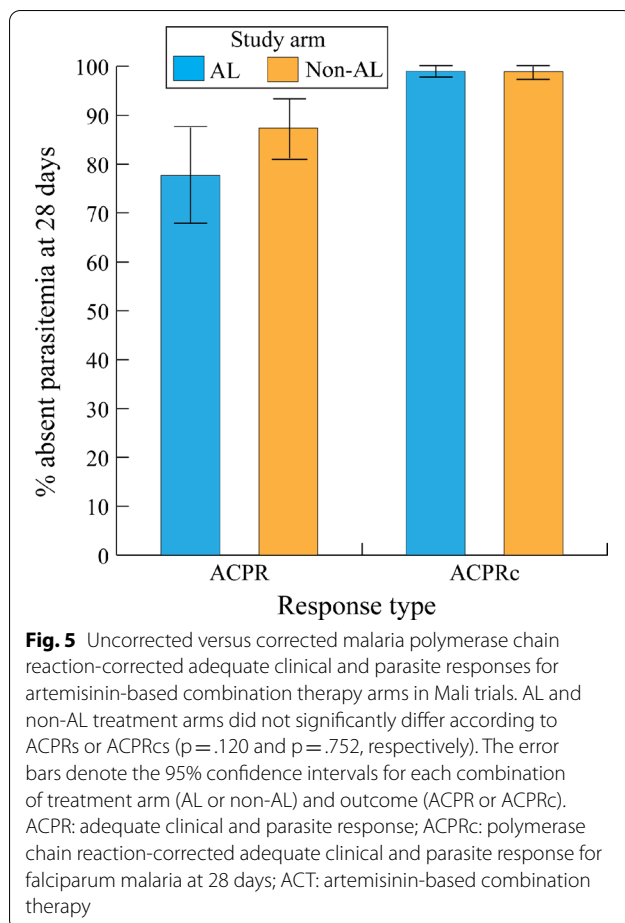 Study arm
AL Non-AL
100
90
80
70
60
50
40
30
20
10
0
% absent parasitemia at 28 days
ACPR ACPRc
Response type
Fig. 5 Uncorrected versus corrected malaria polymerase chain
reaction-corrected adequate clinical and parasite responses for
artemisinin-based combination therapy arms in Mali trials. AL and
non-AL treatment arms did not significantly differ according to
ACPRs or ACPRcs (p = .120 and p = .752, respectively). The error
bars denote the 95% confidence intervals for each combination
of treatment arm (AL or non-AL) and outcome (ACPR or ACPRc).
ACPR: adequate clinical and parasite response; ACPRc: polymerase
chain reaction-corrected adequate clinical and parasite response for
falciparum malaria at 28 days; ACT: artemisinin-based combination
therapy